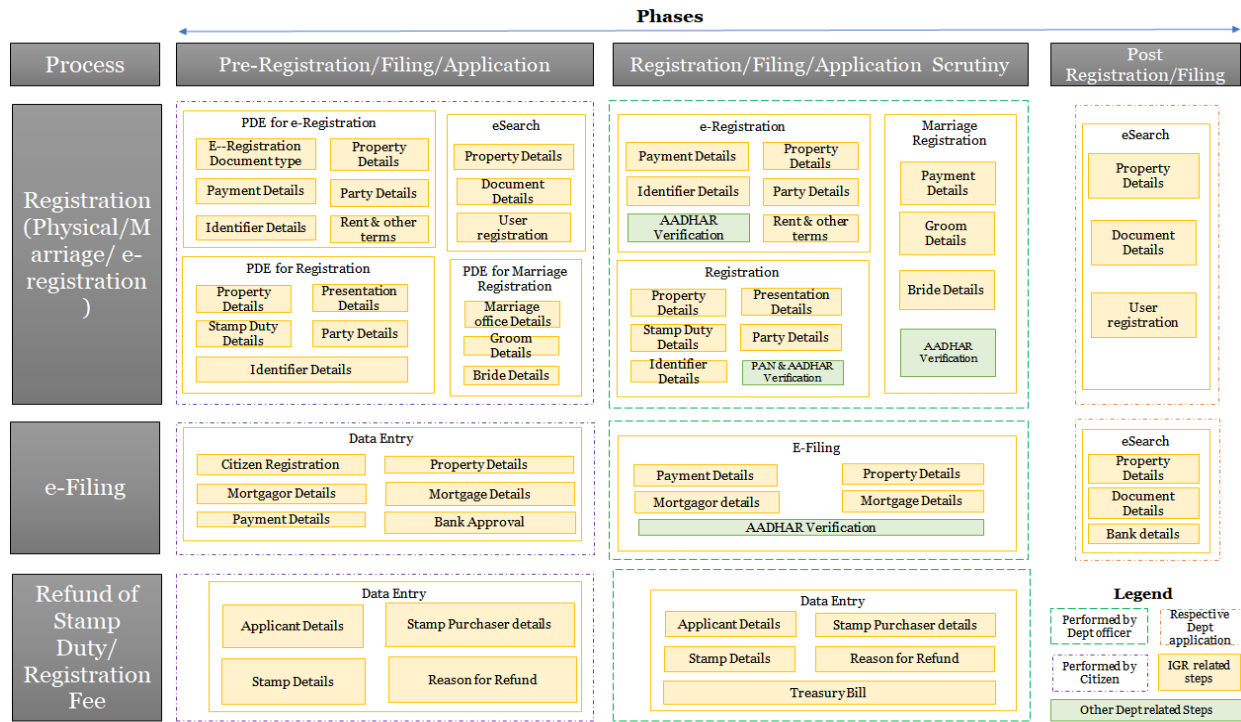 Phases
Process
Pre-Registration/Filing/Application
Registration/Filing/Application Scrutiny
Post
Registration/Filing
Registration
(Physical/M
arriage/ e-
registration
)
PDE for e-Registration
E--Registration
Document type
Property
Details
Payment Details
Party Details
Identifier Details
Rent & other
terms
eSearch
Property Details
Document
Details
User
registration
PDE for Registration
Property
Details
Presentation
Details
Stamp Duty
Details
Party Details
Identifier Details
PDE for Marriage
Registration
Marriage
office Details
Groom
Details
Bride Details
e-Registration
Payment Details
Property
Details
Identifier Details
Party Details
AADHAR
Verification
Rent & other
terms
Registration
Property
Details
Presentation
Details
Stamp Duty
Details
Party Details
Identifier
Details
PAN & AADHAR
Verification
Marriage
Registration
Payment
Details
Groom
Details
Bride Details
AADHAR
Verification
eSearch
Property
Details
Document
Details
User
registration
e-Filing
Data Entry
Citizen Registration
Property Details
Mortgagor Details
Mortgage Details
Payment Details
Bank Approval
E-Filing
Payment Details
Property Details
Mortgagor details
Mortgage Details
AADHAR Verification
eSearch
Property
Details
Document
Details
Bank details
Refund of
Stamp
Duty/
Registration
Fee
Data Entry
Applicant Details
Stamp Purchaser details
Stamp Details
Reason for Refund
Data Entry
Applicant Details
Stamp Purchaser details
Stamp Details
Reason for Refund
Treasury Bill
Legend
Performed by
Dept officer
Respective
Dept
application
Performed by
Citizen
IGR related
steps
Other Dept related Steps